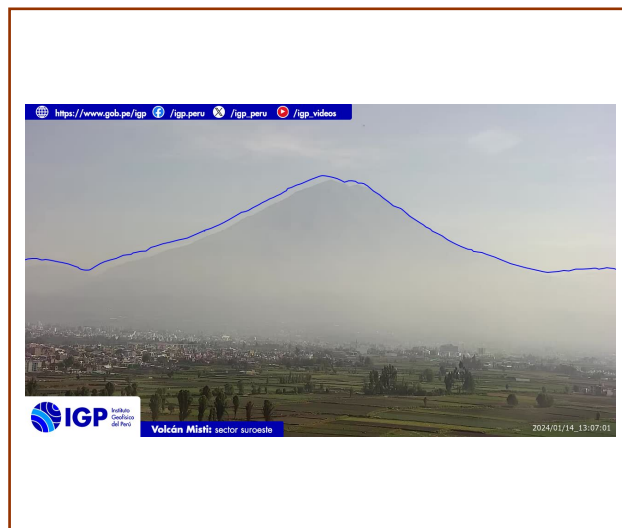 https://www.gob.pe/igp /igp.peru /igp_peru /igp_videos
IGP Instituto
Geofísico
del Perú
Volcán Misti: sector suroeste
2024/01/14_13:07:01